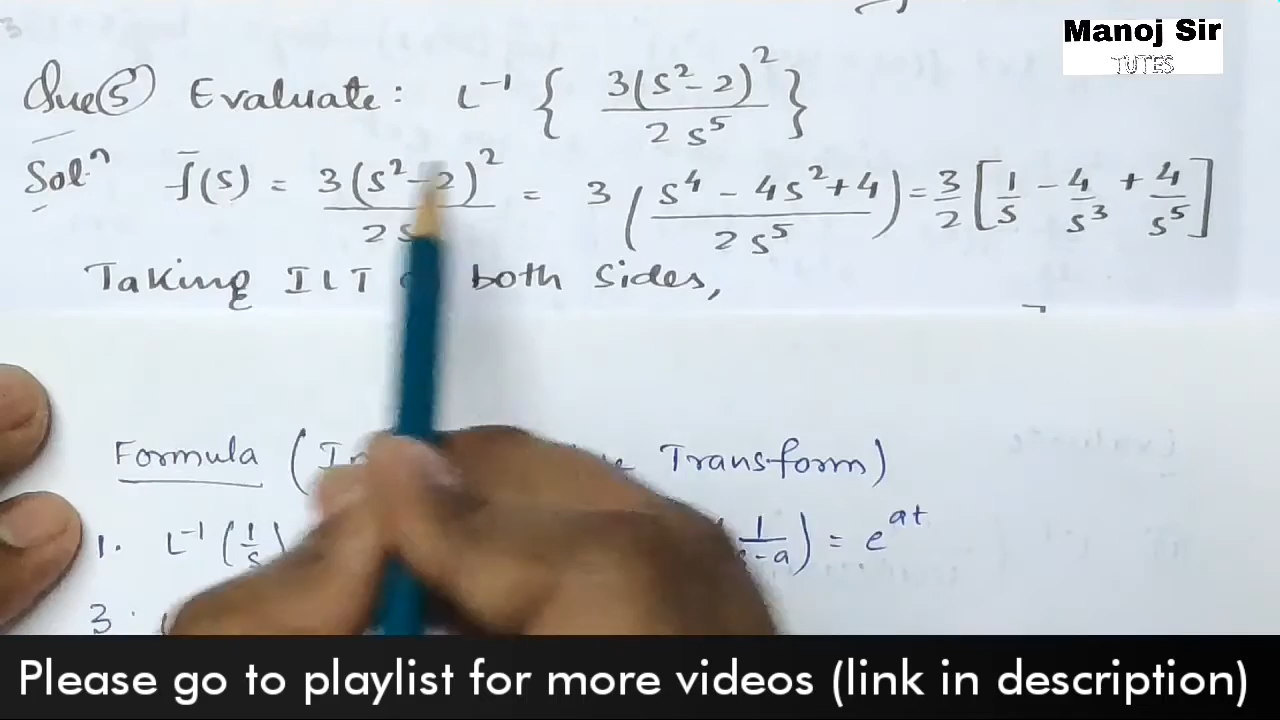 Manoj Sir
TUTES
Que (5) Evaluate: L⁻¹ { 3(s²-2)² / 2s⁵ }
Solⁿ f̄(s) = 3(s²-2)² / 2s = 3 ( s⁴ - 4s² + 4 / 2s⁵ ) = 3/2 [ 1/s - 4/s³ + 4/s⁵ ]
Taking ILT both sides,
Formula ( Transform)
1. L⁻¹ (1/s) 1/-a) = e^at
3.
Please go to playlist for more videos (link in description)